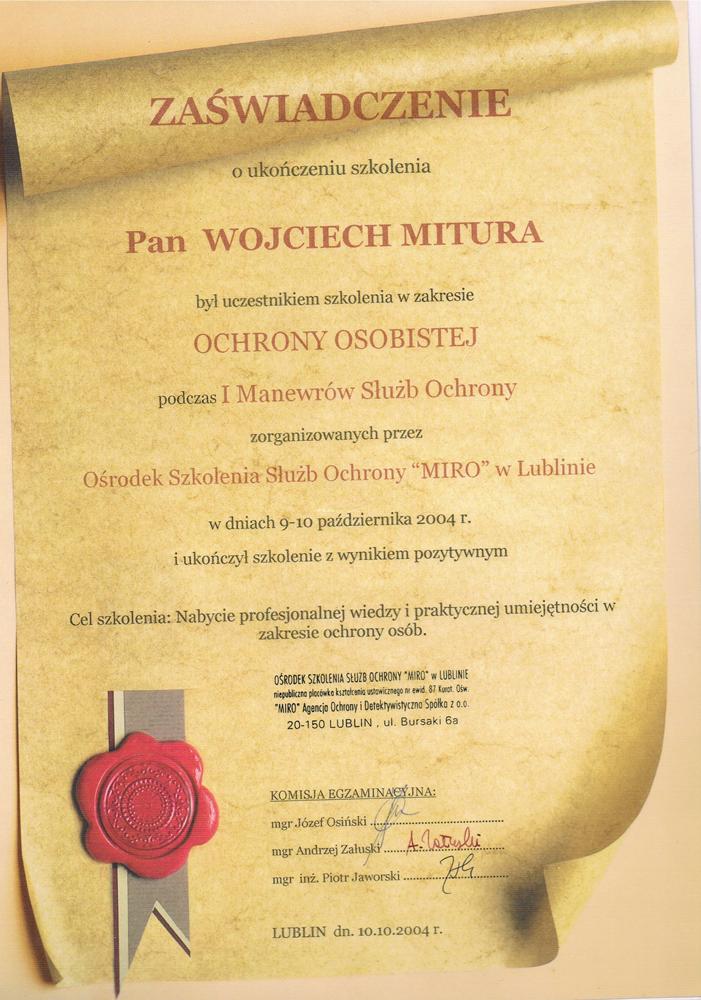 ZAŚWIADCZENIE
o ukończeniu szkolenia
Pan WOJCIECH MITURA
był uczestnikiem szkolenia w zakresie
OCHRONY OSOBISTEJ
podczas I Manewrów Służb Ochrony
zorganizowanych przez
Ośrodek Szkolenia Służb Ochrony “MIRO” w Lublinie
w dniach 9-10 października 2004 r.
i ukończył szkolenie z wynikiem pozytywnym
Cel szkolenia: Nabycie profesjonalnej wiedzy i praktycznej umiejętności w
zakresie ochrony osób.
OŚRODEK SZKOLENIA SŁUŻB OCHRONY "MIRO" w LUBLINIE
niepubliczna placówka kształcenia ustawicznego nr ewid. 87 Kurat. Ośw.
"MIRO" Agencja Ochrony i Detektywistyczna Spółka z o.o.
20-150 LUBLIN , ul. Bursaki 6a
KOMISJA EGZAMINACYJNA:
mgr Józef Osiński
mgr Andrzej Załuski
mgr inż. Piotr Jaworski
LUBLIN dn. 10.10.2004 r.